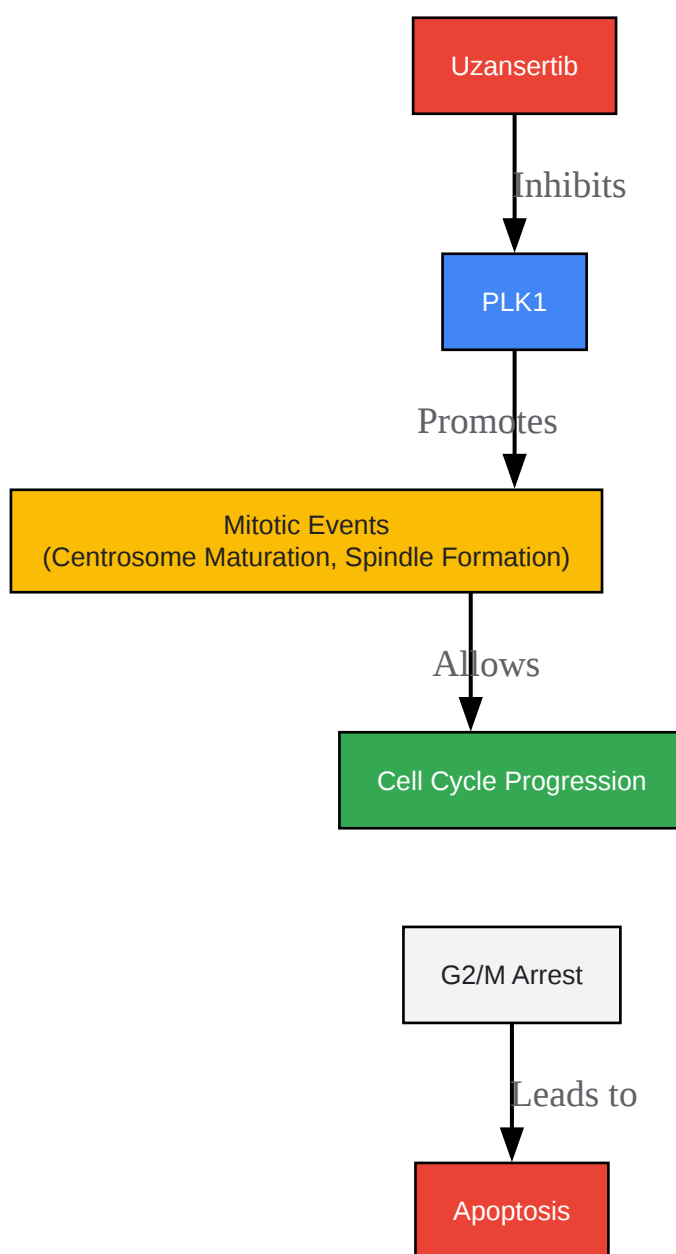 Uzansertib
Inhibits
PLK1
Promotes
Mitotic Events
(Centrosome Maturation, Spindle Formation)
Allows
Cell Cycle Progression
G2/M Arrest
Leads to
Apoptosis